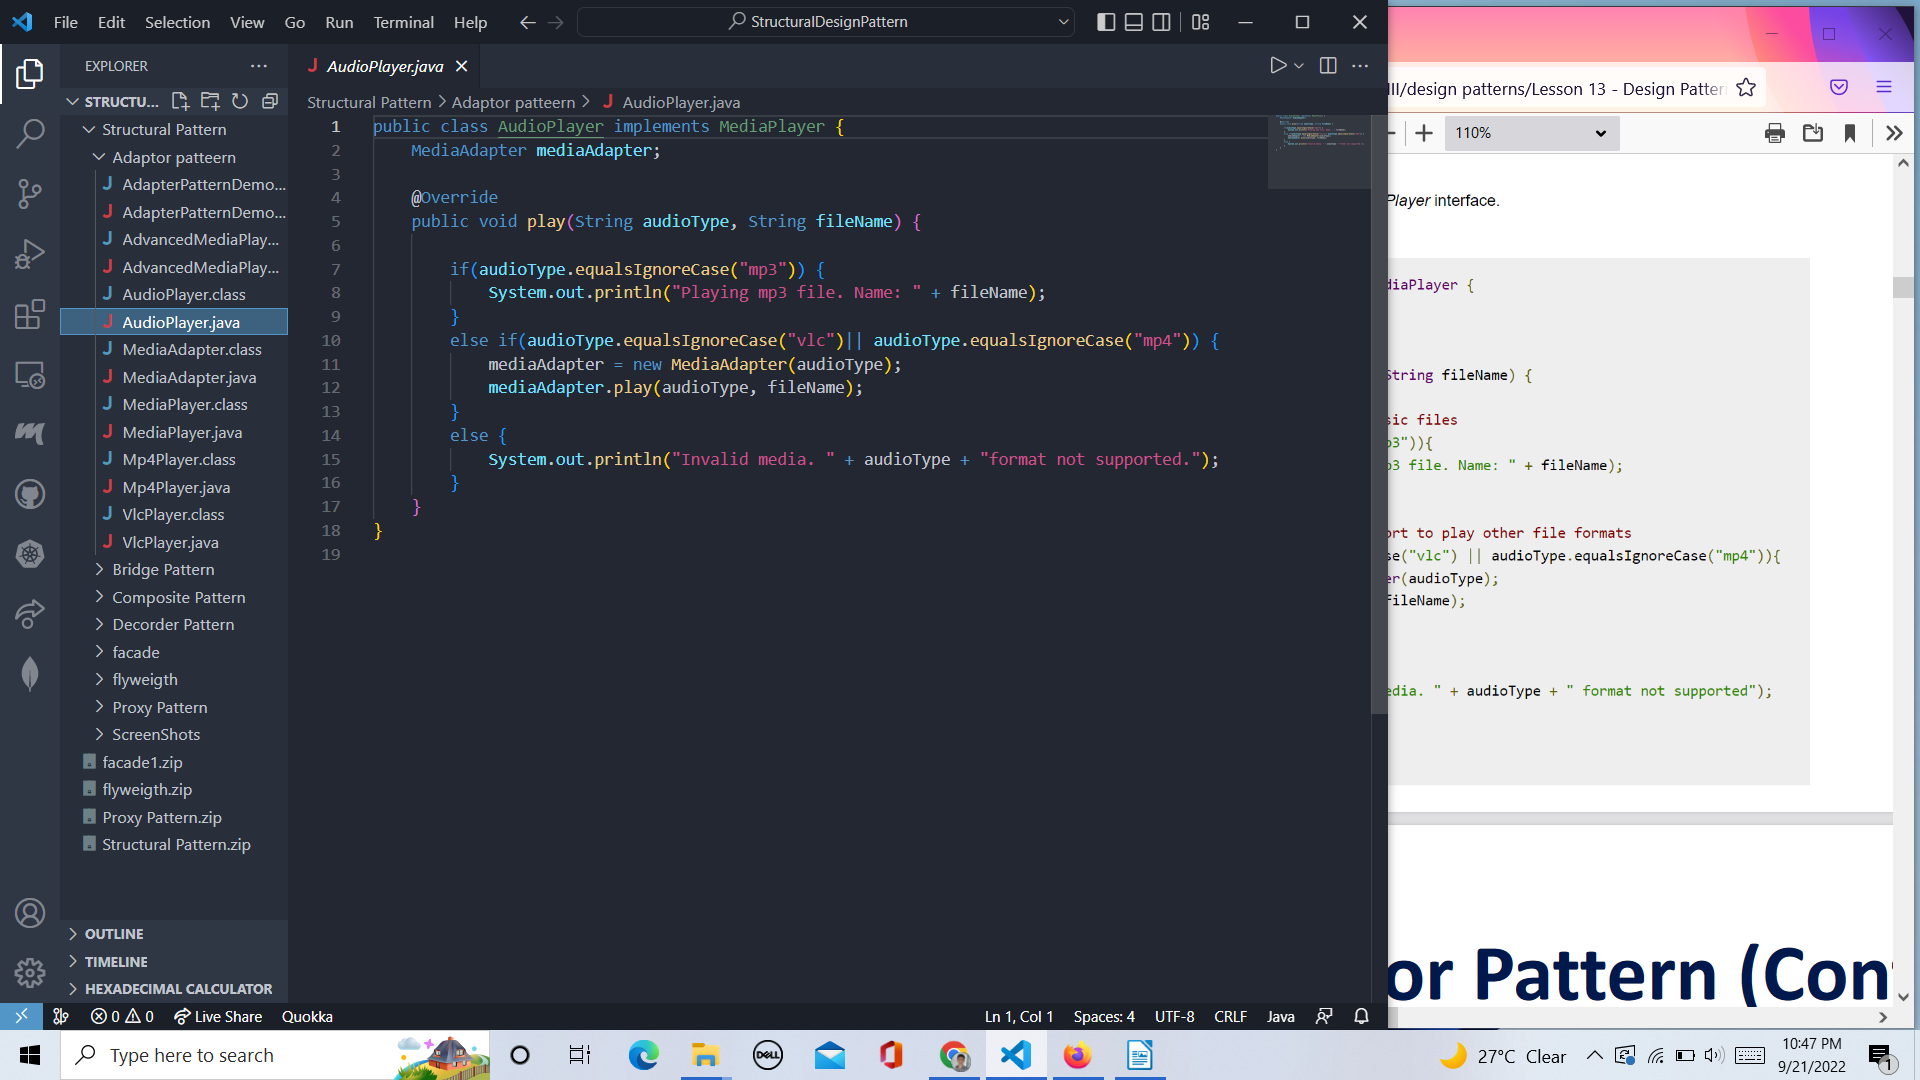 File Edit Selection View Go Run Terminal Help
StructuralDesignPattern
EXPLORER
STRUCTU...
Structural Pattern
Adaptor patteern
AdapterPatternDemo...
AdapterPatternDemo...
AdvancedMediaPlay...
AdvancedMediaPlay...
AudioPlayer.class
AudioPlayer.java
MediaAdapter.class
MediaAdapter.java
MediaPlayer.class
MediaPlayer.java
Mp4Player.class
Mp4Player.java
VlcPlayer.class
VlcPlayer.java
Bridge Pattern
Composite Pattern
Decorder Pattern
facade
flyweigth
Proxy Pattern
ScreenShots
facade1.zip
flyweigth.zip
Proxy Pattern.zip
Structural Pattern.zip
OUTLINE
TIMELINE
HEXADECIMAL CALCULATOR
AudioPlayer.java
Structural Pattern > Adaptor patteern > AudioPlayer.java
1 public class AudioPlayer implements MediaPlayer {
2 MediaAdapter mediaAdapter;
3
4 @Override
5 public void play(String audioType, String fileName) {
6
7 if(audioType.equalsIgnoreCase("mp3")) {
8 System.out.println("Playing mp3 file. Name: " + fileName);
9 }
10 else if(audioType.equalsIgnoreCase("vlc")|| audioType.equalsIgnoreCase("mp4")) {
11 mediaAdapter = new MediaAdapter(audioType);
12 mediaAdapter.play(audioType, fileName);
13 }
14 else {
15 System.out.println("Invalid media. " + audioType + "format not supported.");
16 }
17 }
18 }
19
0 0 Live Share Quokka
Ln 1, Col 1 Spaces: 4 UTF-8 CRLF Java
III/design patterns/Lesson 13 - Design Patter
110%
Player interface.
diaPlayer {
String fileName) {
sic files
p3")){
p3 file. Name: " + fileName);
ort to play other file formats
se("vlc") || audioType.equalsIgnoreCase("mp4")){
er(audioType);
fileName);
edia. " + audioType + " format not supported");
or Pattern (Con
Type here to search
DELL
27°C Clear
10:47 PM
9/21/2022
1